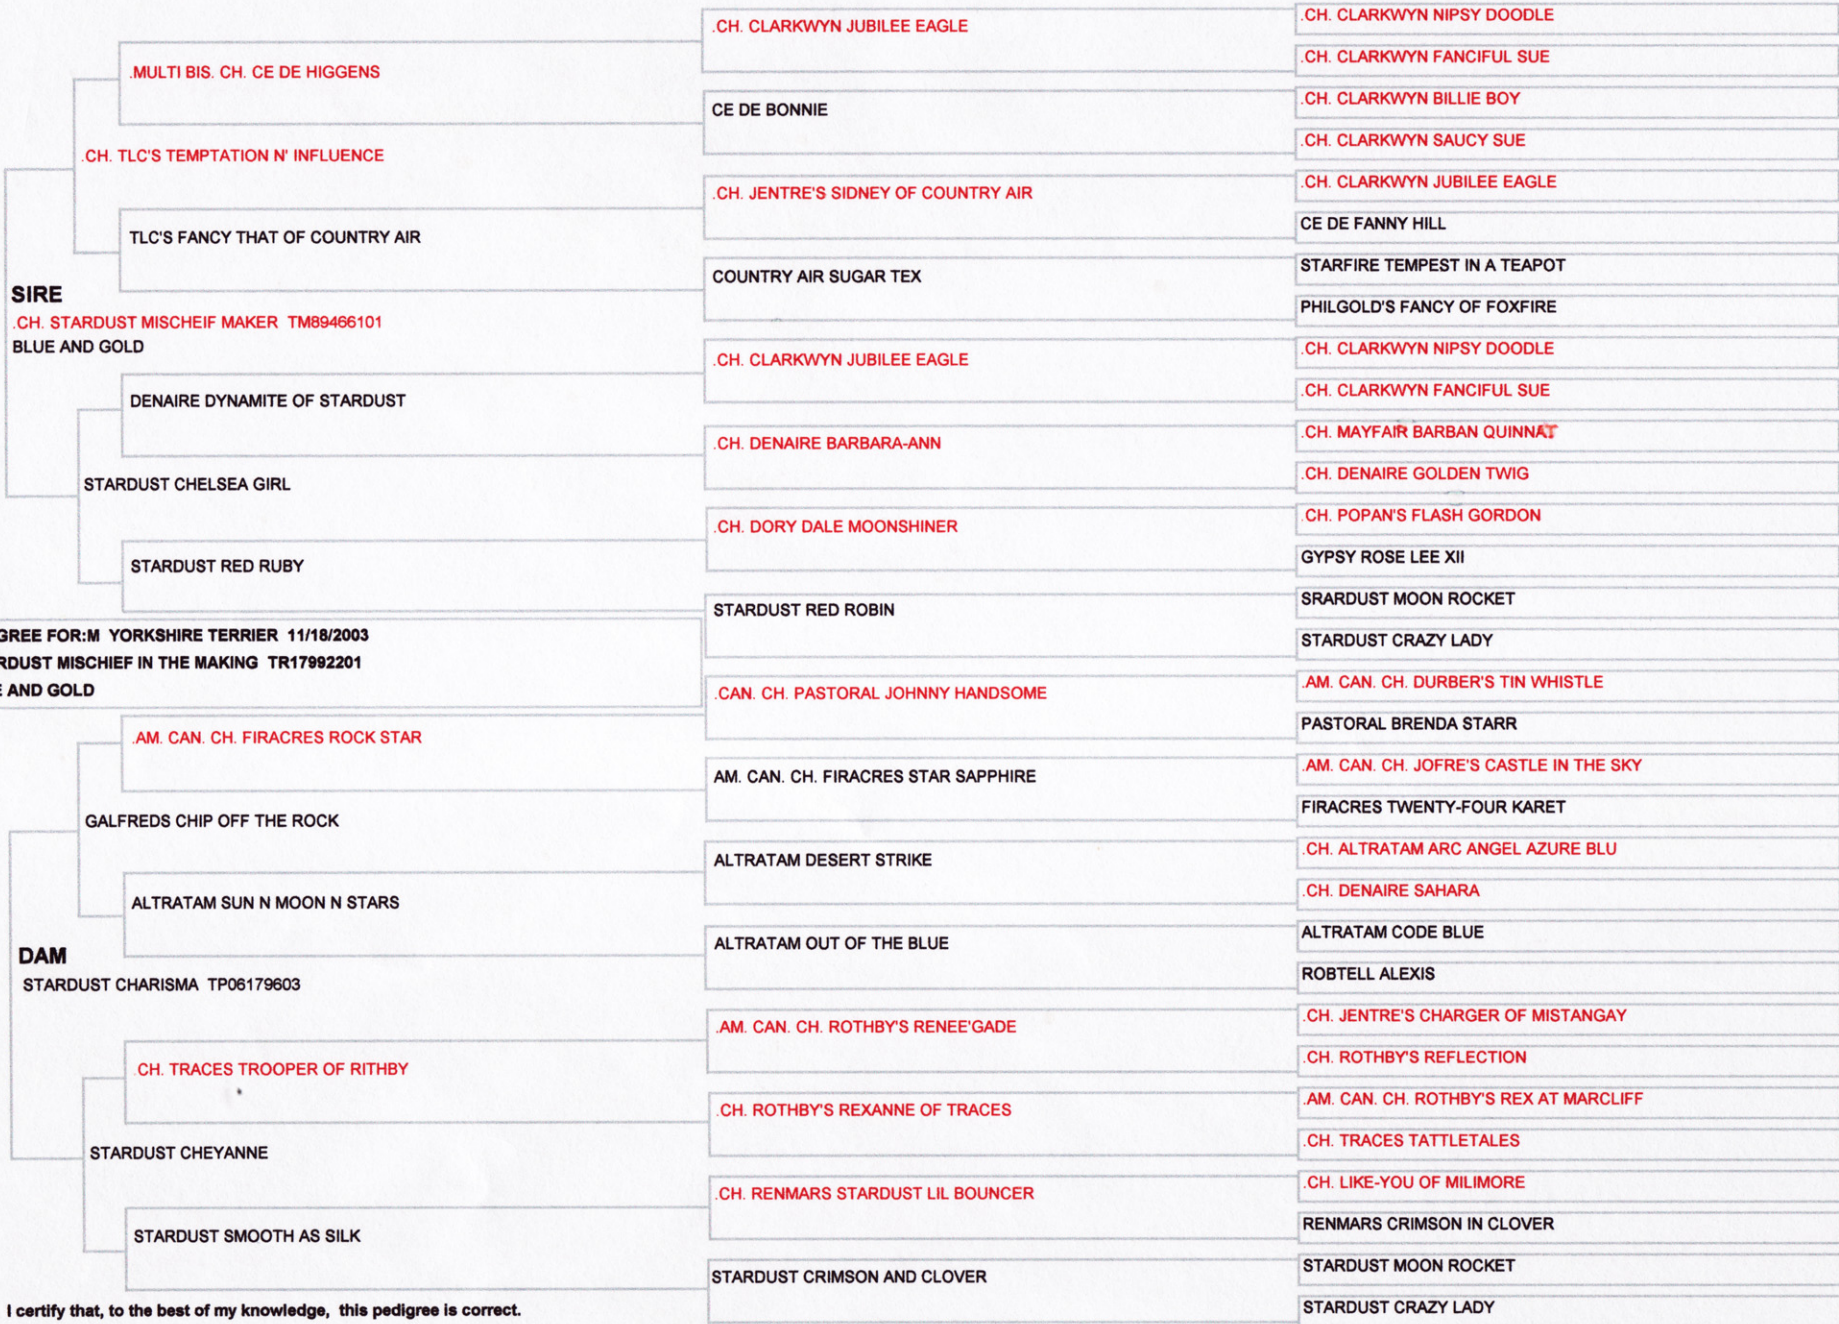 .CH. CLARKWYN JUBILEE EAGLE
.CH. CLARKWYN NIPSY DOODLE
.CH. CLARKWYN FANCIFUL SUE
.MULTI BIS. CH. CE DE HIGGENS
CE DE BONNIE
.CH. CLARKWYN BILLIE BOY
.CH. CLARKWYN SAUCY SUE
.CH. TLC'S TEMPTATION N' INFLUENCE
.CH. JENTRE'S SIDNEY OF COUNTRY AIR
.CH. CLARKWYN JUBILEE EAGLE
CE DE FANNY HILL
TLC'S FANCY THAT OF COUNTRY AIR
COUNTRY AIR SUGAR TEX
STARFIRE TEMPEST IN A TEAPOT
PHILGOLD'S FANCY OF FOXFIRE
SIRE
.CH. STARDUST MISCHEIF MAKER TM89466101
BLUE AND GOLD
.CH. CLARKWYN JUBILEE EAGLE
.CH. CLARKWYN NIPSY DOODLE
.CH. CLARKWYN FANCIFUL SUE
DENAIRE DYNAMITE OF STARDUST
.CH. DENAIRE BARBARA-ANN
.CH. MAYFAIR BARBAN QUINNAT
.CH. DENAIRE GOLDEN TWIG
STARDUST CHELSEA GIRL
.CH. DORY DALE MOONSHINER
.CH. POPAN'S FLASH GORDON
GYPSY ROSE LEE XII
STARDUST RED RUBY
STARDUST RED ROBIN
SRARDUST MOON ROCKET
STARDUST CRAZY LADY
GREE FOR:M YORKSHIRE TERRIER 11/18/2003
RDUST MISCHIEF IN THE MAKING TR17992201
E AND GOLD
.CAN. CH. PASTORAL JOHNNY HANDSOME
.AM. CAN. CH. DURBER'S TIN WHISTLE
PASTORAL BRENDA STARR
.AM. CAN. CH. FIRACRES ROCK STAR
AM. CAN. CH. FIRACRES STAR SAPPHIRE
.AM. CAN. CH. JOFRE'S CASTLE IN THE SKY
FIRACRES TWENTY-FOUR KARET
GALFREDS CHIP OFF THE ROCK
ALTRATAM DESERT STRIKE
.CH. ALTRATAM ARC ANGEL AZURE BLU
.CH. DENAIRE SAHARA
ALTRATAM SUN N MOON N STARS
ALTRATAM OUT OF THE BLUE
ALTRATAM CODE BLUE
ROBTELL ALEXIS
DAM
STARDUST CHARISMA TP06179603
.AM. CAN. CH. ROTHBY'S RENEE'GADE
.CH. JENTRE'S CHARGER OF MISTANGAY
.CH. ROTHBY'S REFLECTION
.CH. TRACES TROOPER OF RITHBY
.CH. ROTHBY'S REXANNE OF TRACES
.AM. CAN. CH. ROTHBY'S REX AT MARCLIFF
.CH. TRACES TATTLETALES
STARDUST CHEYANNE
.CH. RENMARS STARDUST LIL BOUNCER
.CH. LIKE-YOU OF MILIMORE
RENMARS CRIMSON IN CLOVER
STARDUST SMOOTH AS SILK
STARDUST CRIMSON AND CLOVER
STARDUST MOON ROCKET
STARDUST CRAZY LADY
I certify that, to the best of my knowledge, this pedigree is correct.